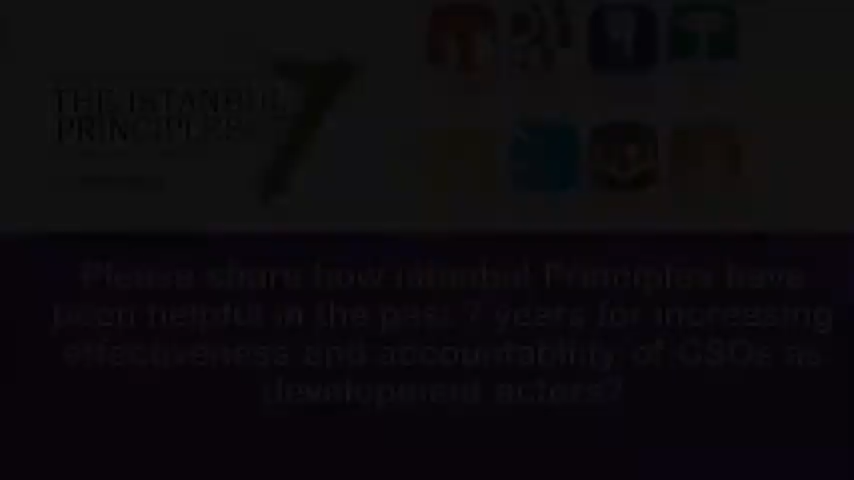 THE ISTANBUL
PRINCIPLES
7
Please share how Istanbul Principles have
been helpful in the past 7 years for increasing
effectiveness and accountability of CSOs as
development actors?